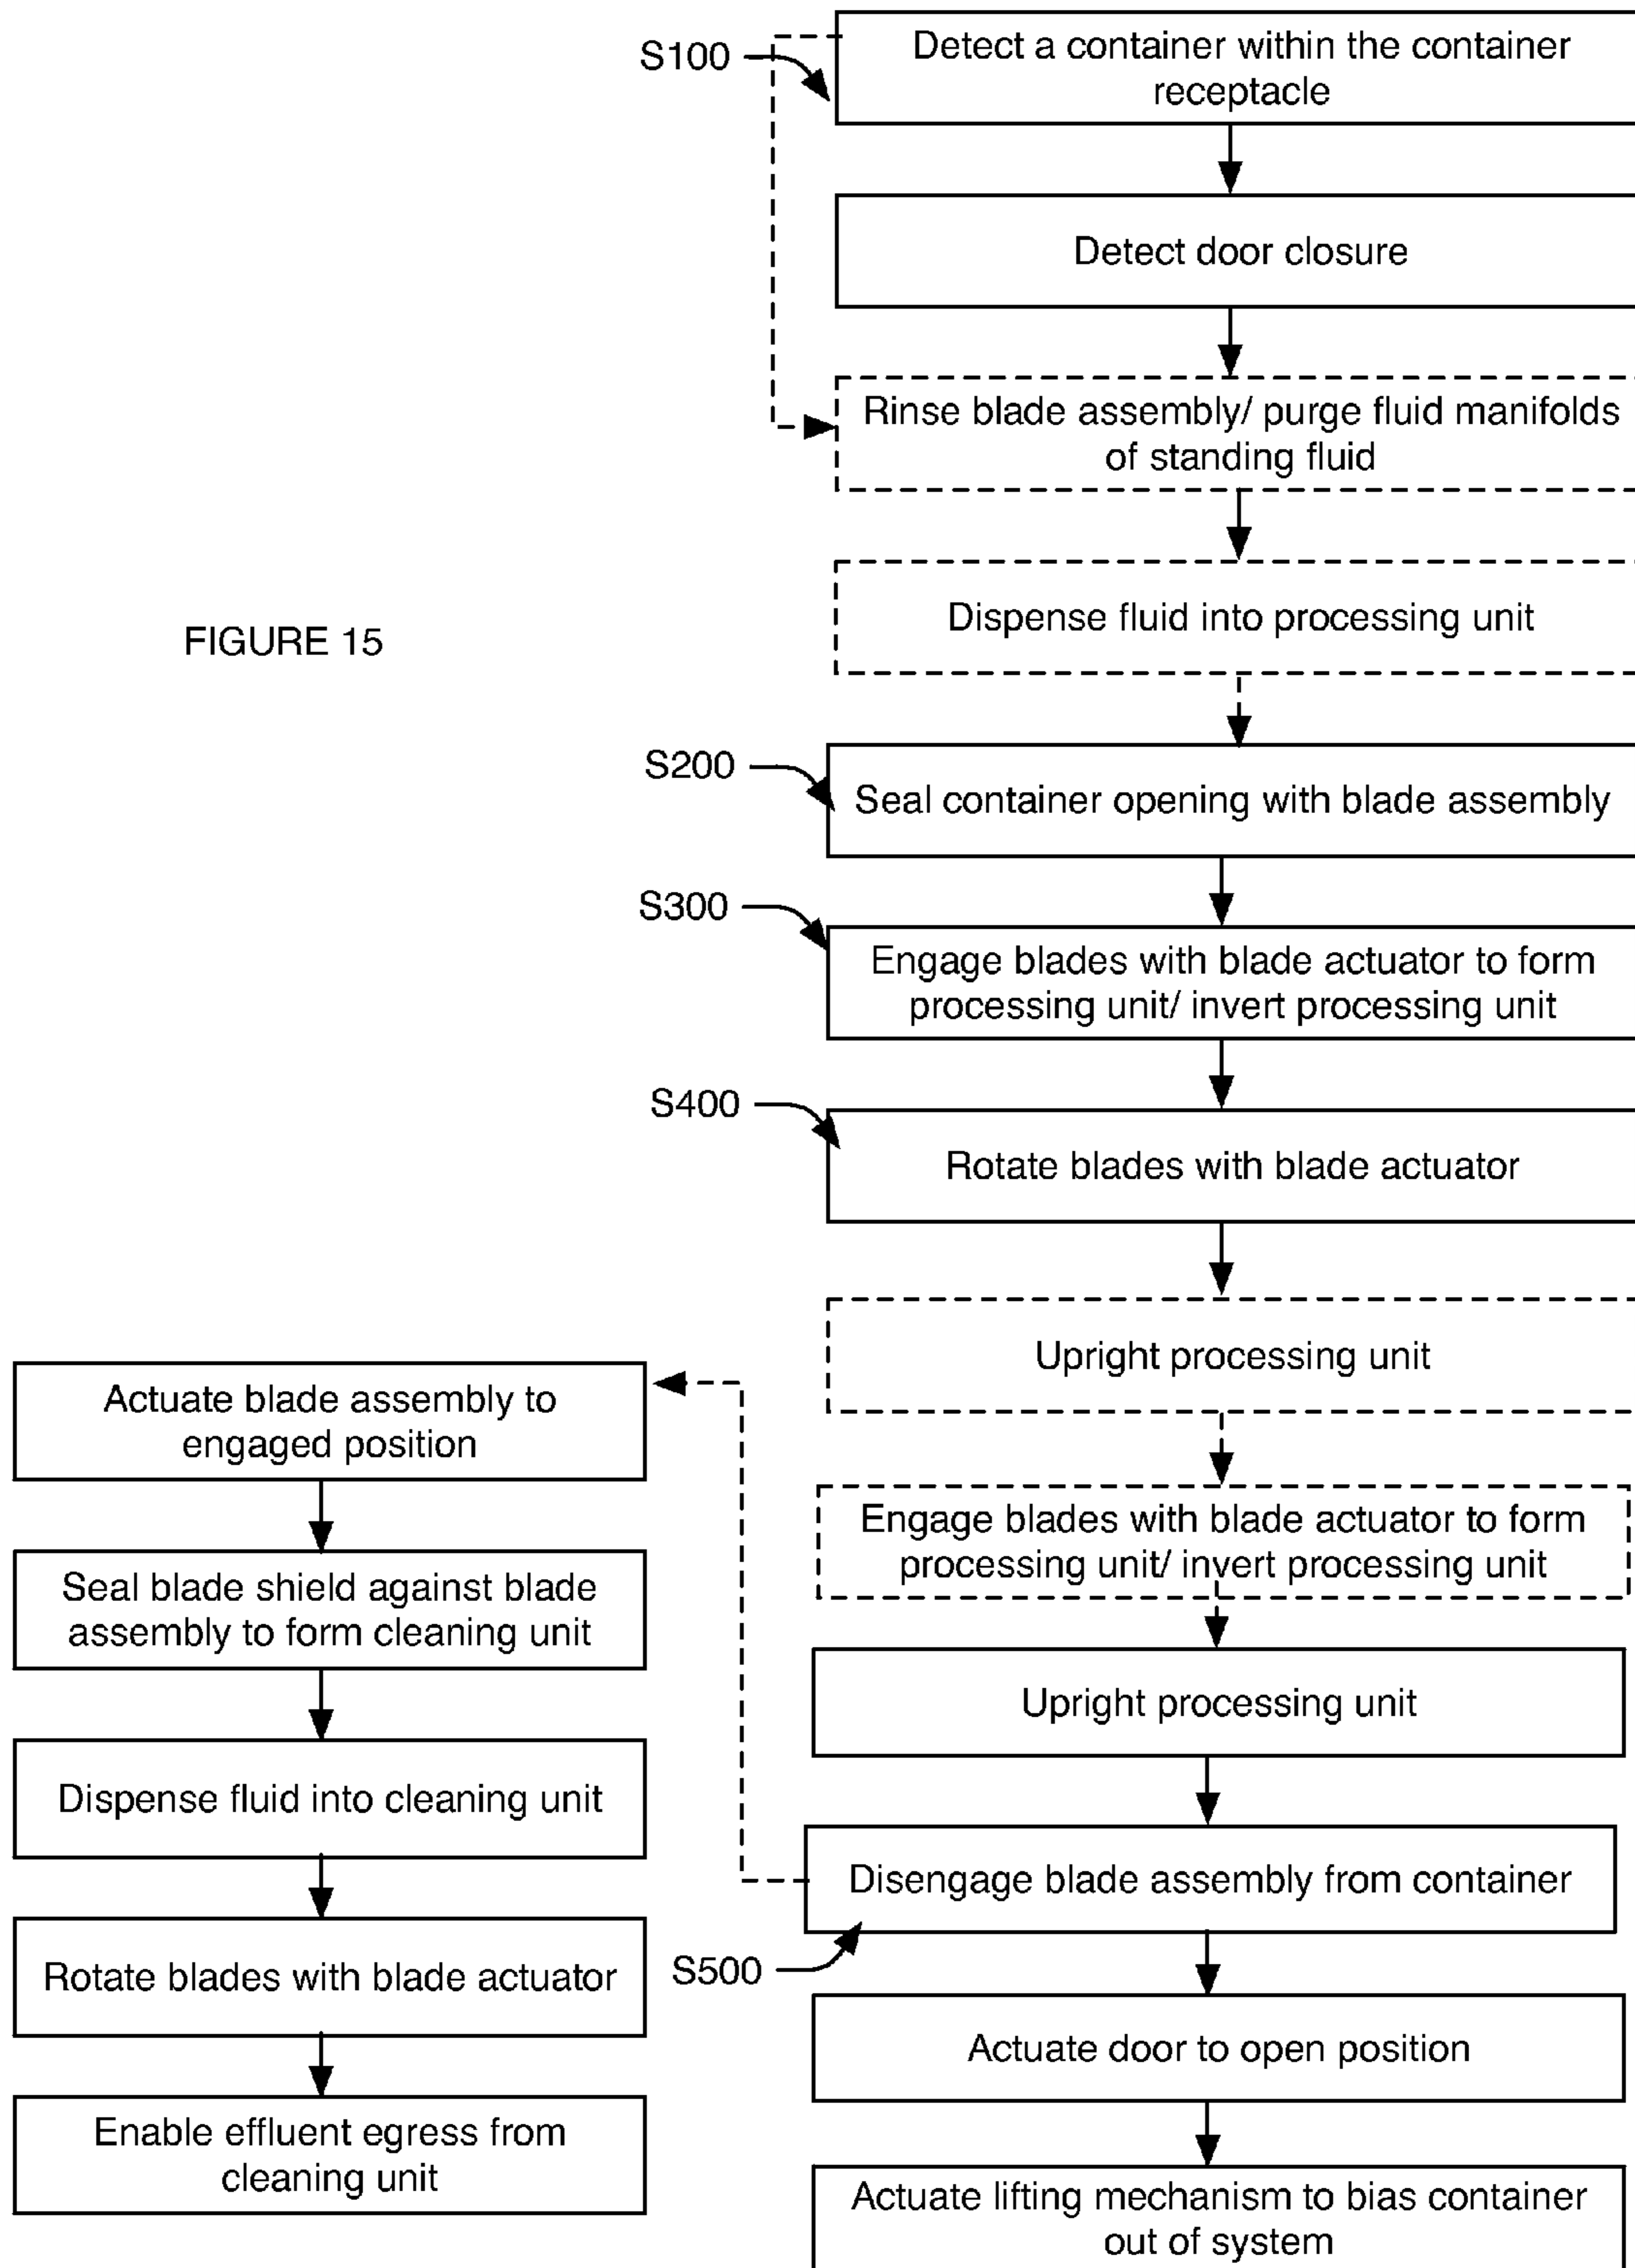 S100
Detect a container within the container
receptacle
Detect door closure
Rinse blade assembly/ purge fluid manifolds
of standing fluid
Dispense fluid into processing unit
FIGURE 15
S200
Seal container opening with blade assembly
S300
Engage blades with blade actuator to form
processing unit/ invert processing unit
S400
Rotate blades with blade actuator
Upright processing unit
Engage blades with blade actuator to form
processing unit/ invert processing unit
Upright processing unit
Disengage blade assembly from container
S500
Actuate door to open position
Actuate lifting mechanism to bias container
out of system
Actuate blade assembly to
engaged position
Seal blade shield against blade
assembly to form cleaning unit
Dispense fluid into cleaning unit
Rotate blades with blade actuator
Enable effluent egress from
cleaning unit